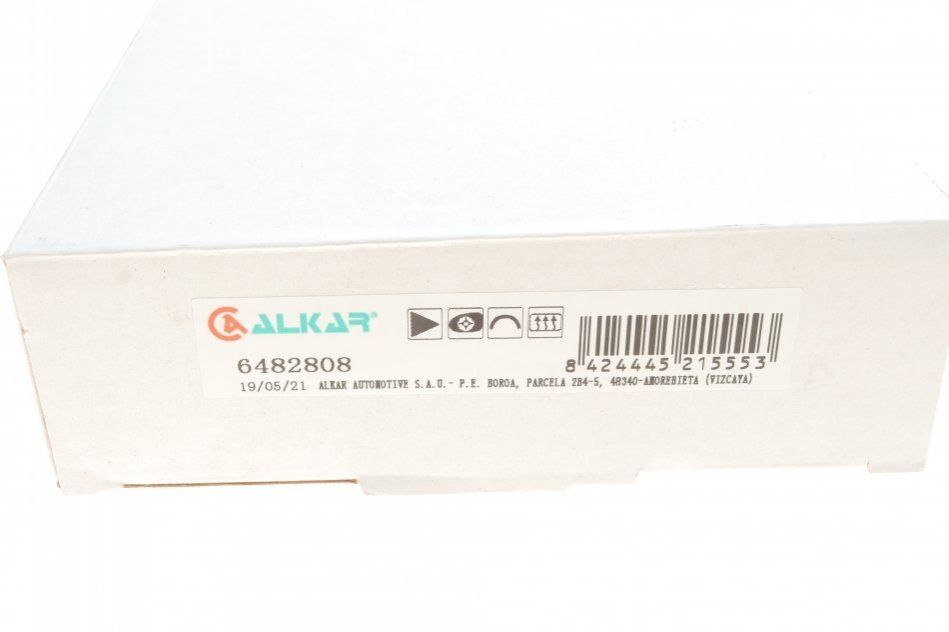 ALKAR®
6482808
8 424445 215553
19/05/21 ALKAR AUTOMOTIVE S.A.U.- P.E. BOROA, PARCELA 2B4-5, 48340-AMOREBIETA (VIZCAYA)